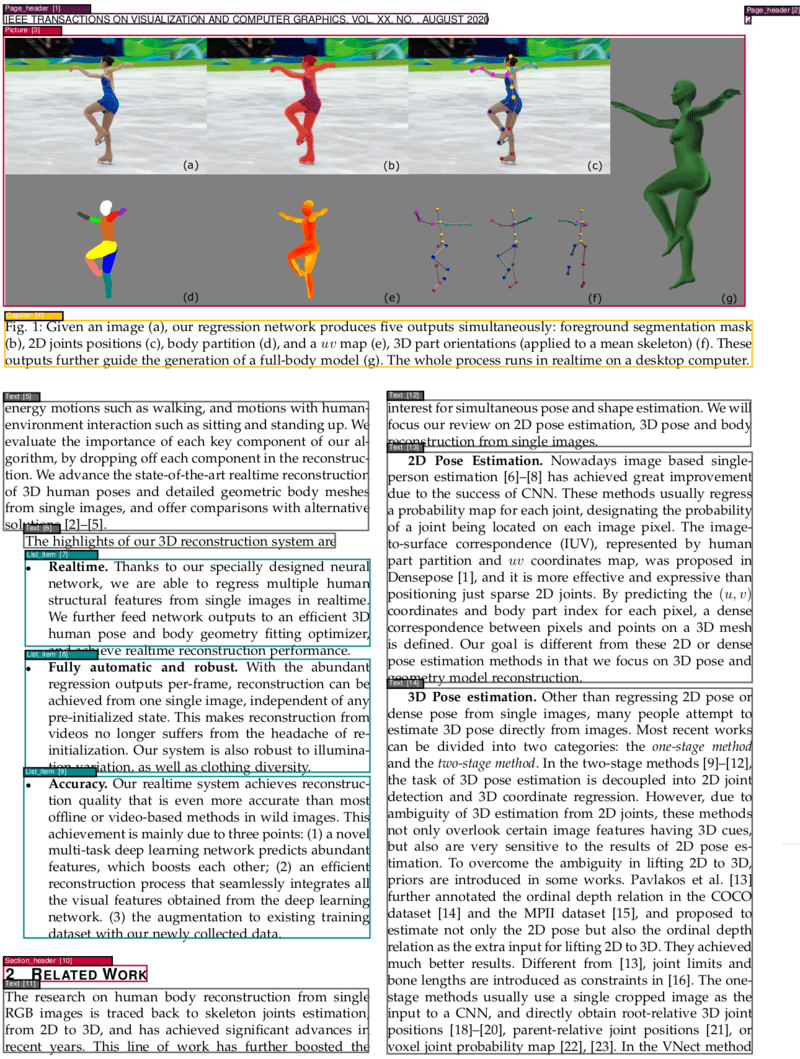 Page_header [1]
IEEE TRANSACTIONS ON VISUALIZATION AND COMPUTER GRAPHICS, VOL. XX, NO. , AUGUST 2020
Page_header [2]
2
Picture [3]
(a)
(b)
(c)
(d)
(e)
(f)
(g)
Caption [4]
Fig. 1: Given an image (a), our regression network produces five outputs simultaneously: foreground segmentation mask
(b), 2D joints positions (c), body partition (d), and a uv map (e), 3D part orientations (applied to a mean skeleton) (f). These
outputs further guide the generation of a full-body model (g). The whole process runs in realtime on a desktop computer.
Text [5]
energy motions such as walking, and motions with human-
environment interaction such as sitting and standing up. We
evaluate the importance of each key component of our al-
gorithm, by dropping off each component in the reconstruc-
tion. We advance the state-of-the-art realtime reconstruction
of 3D human poses and detailed geometric body meshes
from single images, and offer comparisons with alternative
solutions [2]–[5].
Text [6]
The highlights of our 3D reconstruction system are
List_item [7]
• Realtime. Thanks to our specially designed neural
network, we are able to regress multiple human
structural features from single images in realtime.
We further feed network outputs to an efficient 3D
human pose and body geometry fitting optimizer,
and achieve realtime reconstruction performance.
List_item [8]
• Fully automatic and robust. With the abundant
regression outputs per-frame, reconstruction can be
achieved from one single image, independent of any
pre-initialized state. This makes reconstruction from
videos no longer suffers from the headache of re-
initialization. Our system is also robust to illumina-
tion variation, as well as clothing diversity.
List_item [9]
• Accuracy. Our realtime system achieves reconstruc-
tion quality that is even more accurate than most
offline or video-based methods in wild images. This
achievement is mainly due to three points: (1) a novel
multi-task deep learning network predicts abundant
features, which boosts each other; (2) an efficient
reconstruction process that seamlessly integrates all
the visual features obtained from the deep learning
network. (3) the augmentation to existing training
dataset with our newly collected data.
Section_header [10]
2 RELATED WORK
Text [11]
The research on human body reconstruction from single
RGB images is traced back to skeleton joints estimation,
from 2D to 3D, and has achieved significant advances in
recent years. This line of work has further boosted the
Text [12]
interest for simultaneous pose and shape estimation. We will
focus our review on 2D pose estimation, 3D pose and body
reconstruction from single images.
Text [13]
2D Pose Estimation. Nowadays image based single-
person estimation [6]–[8] has achieved great improvement
due to the success of CNN. These methods usually regress
a probability map for each joint, designating the probability
of a joint being located on each image pixel. The image-
to-surface correspondence (IUV), represented by human
part partition and uv coordinates map, was proposed in
Densepose [1], and it is more effective and expressive than
positioning just sparse 2D joints. By predicting the (u, v)
coordinates and body part index for each pixel, a dense
correspondence between pixels and points on a 3D mesh
is defined. Our goal is different from these 2D or dense
pose estimation methods in that we focus on 3D pose and
geometry model reconstruction.
Text [14]
3D Pose estimation. Other than regressing 2D pose or
dense pose from single images, many people attempt to
estimate 3D pose directly from images. Most recent works
can be divided into two categories: the one-stage method
and the two-stage method. In the two-stage methods [9]–[12],
the task of 3D pose estimation is decoupled into 2D joint
detection and 3D coordinate regression. However, due to
ambiguity of 3D estimation from 2D joints, these methods
not only overlook certain image features having 3D cues,
but also are very sensitive to the results of 2D pose es-
timation. To overcome the ambiguity in lifting 2D to 3D,
priors are introduced in some works. Pavlakos et al. [13]
further annotated the ordinal depth relation in the COCO
dataset [14] and the MPII dataset [15], and proposed to
estimate not only the 2D pose but also the ordinal depth
relation as the extra input for lifting 2D to 3D. They achieved
much better results. Different from [13], joint limits and
bone lengths are introduced as constraints in [16]. The one-
stage methods usually use a single cropped image as the
input to a CNN, and directly obtain root-relative 3D joint
positions [18]–[20], parent-relative joint positions [21], or
voxel joint probability map [22], [23]. In the VNect method